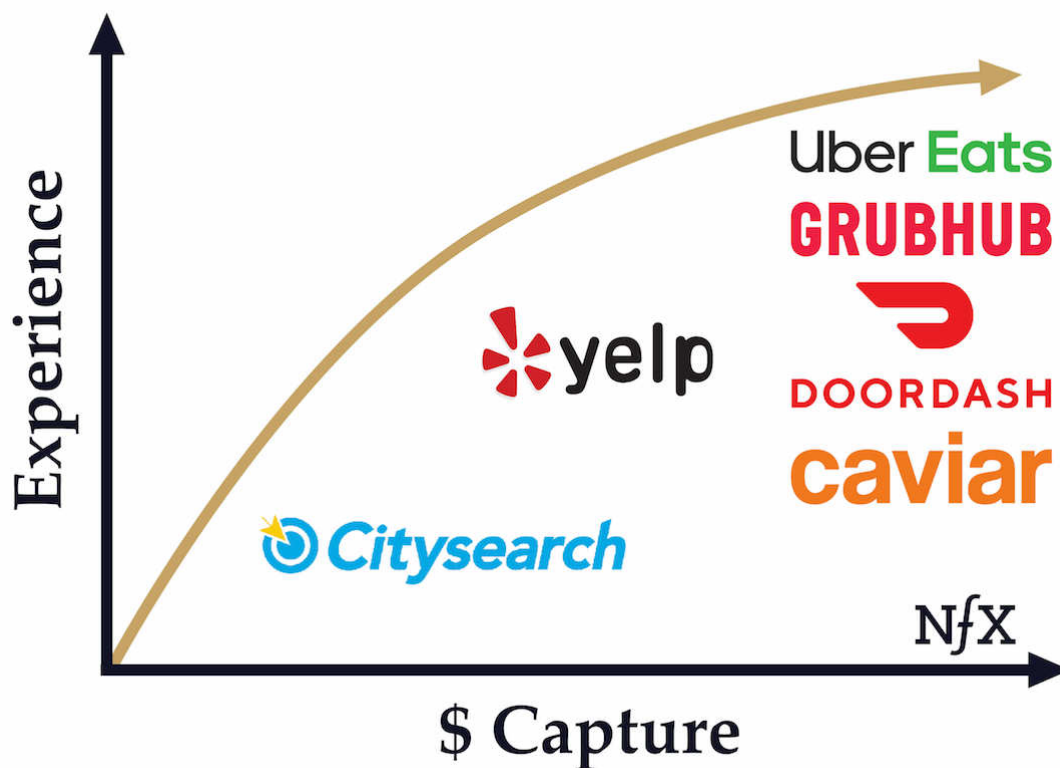 Experience
Uber Eats
GRUBHUB
yelp
DOORDASH
caviar
Citysearch
NfX
$ Capture